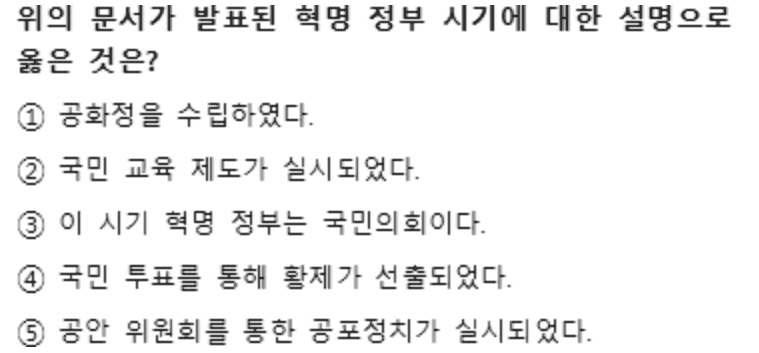 위의 문서가 발표된 혁명 정부 시기에 대한 설명으로
옳은 것은?
① 공화정을 수립하였다.
② 국민 교육 제도가 실시되었다.
③ 이 시기 혁명 정부는 국민의회이다.
④ 국민 투표를 통해 황제가 선출되었다.
⑤ 공안 위원회를 통한 공포정치가 실시되었다.